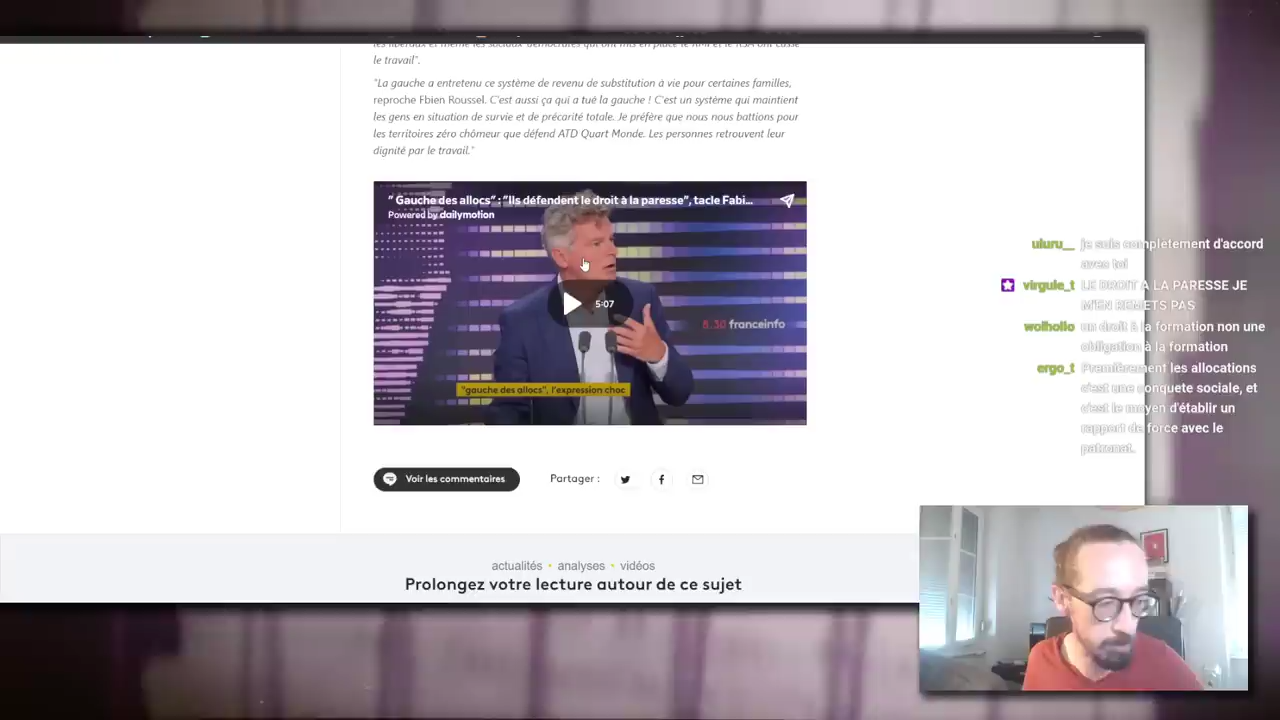 les libéraux et même les sociaux-démocrates qui ont mis en place le RMI et le RSA ont cassé
le travail".
"La gauche a entretenu ce système de revenu de substitution à vie pour certaines familles,
reproche Fbien Roussel. C'est aussi ça qui a tué la gauche ! C'est un système qui maintient
les gens en situation de survie et de précarité totale. Je préfère que nous nous battions pour
les territoires zéro chômeur que défend ATD Quart Monde. Les personnes retrouvent leur
dignité par le travail."
" Gauche des allocs" : "Ils défendent le droit à la paresse", tacle Fabi...
Powered by dailymotion
5:07
8.30 franceinfo
"gauche des allocs", l'expression choc
Voir les commentaires
Partager :
actualités • analyses • vidéos
Prolongez votre lecture autour de ce sujet
uluru__ je suis completement d'accord
avec toi
virgule_t LE DROIT A LA PARESSE JE
M'EN REMETS PAS
wolhollo un droit à la formation non une
obligation à la formation
ergo_t Premièrement les allocations
c'est une conquete sociale, et
c'est le moyen d'établir un
rapport de force avec le
patronat.